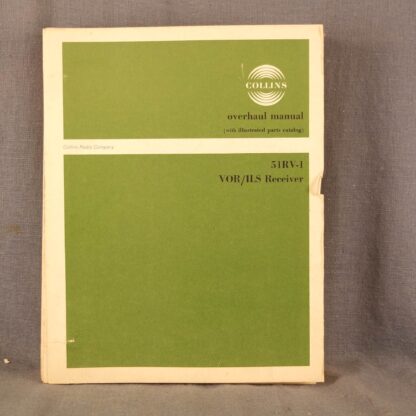 COLLINS
overhaul manual
(with illustrated parts catalog)
Collins Radio Company
51RV-1
VOR/ILS Receiver